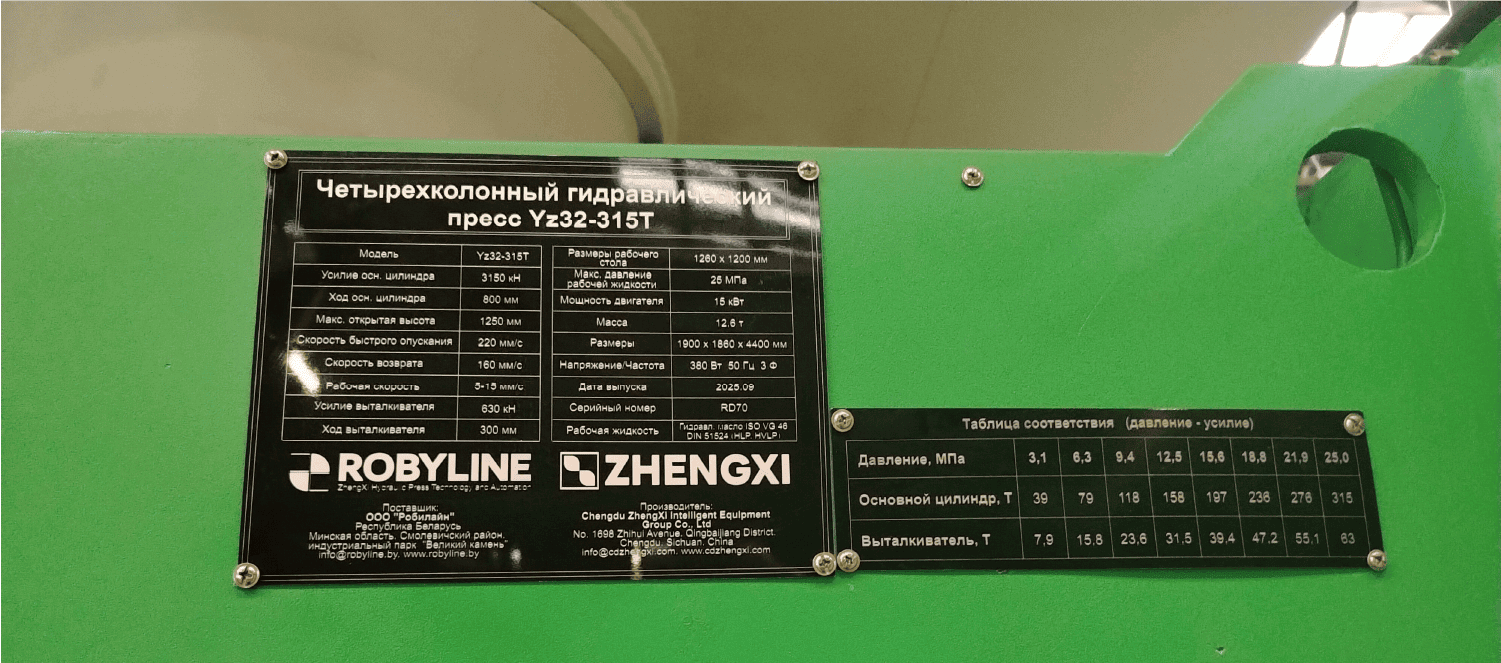 Четырехколонный гидравлический
пресс Yz32-315T
Модель Yz32-315T
Усилие осн. цилиндра 3150 кН
Ход осн. цилиндра 800 мм
Макс. открытая высота 1250 мм
Скорость быстрого опускания 220 мм/с
Скорость возврата 160 мм/с
Рабочая скорость 5-15 мм/с
Усилие выталкивателя 630 кН
Ход выталкивателя 300 мм
Размеры рабочего
стола 1260 x 1200 мм
Макс. давление
рабочей жидкости 25 МПа
Мощность двигателя 15 кВт
Масса 12.6 т
Размеры 1900 x 1860 x 4400 мм
Напряжение/Частота 380 Вт 50 Гц 3 Ф
Дата выпуска 2025.09
Серийный номер RD70
Рабочая жидкость Гидравл. масло ISO VG 46
DIN 51524 (HLP, HVLP)
ROBYLINE
ZhengXi Hydraulic Press Technology and Automation
Поставщик:
ООО "Робилайн"
Республика Беларусь
Минская область, Смолевичский район,
индустриальный парк "Великий камень"
info@robyline.by, www.robyline.by
ZHENGXI
Производитель:
Chengdu ZhengXi Intelligent Equipment
Group Co., Ltd
No. 1698 Zhihui Avenue, Qingbaijiang District,
Chengdu, Sichuan, China
info@cdzhengxi.com, www.cdzhengxi.com
Таблица соответствия (давление - усилие)
Давление, МПа 3,1 6,3 9,4 12,5 15,6 18,8 21,9 25,0
Основной цилиндр, Т 39 79 118 158 197 236 276 315
Выталкиватель, Т 7,9 15,8 23,6 31,5 39,4 47,2 55,1 63